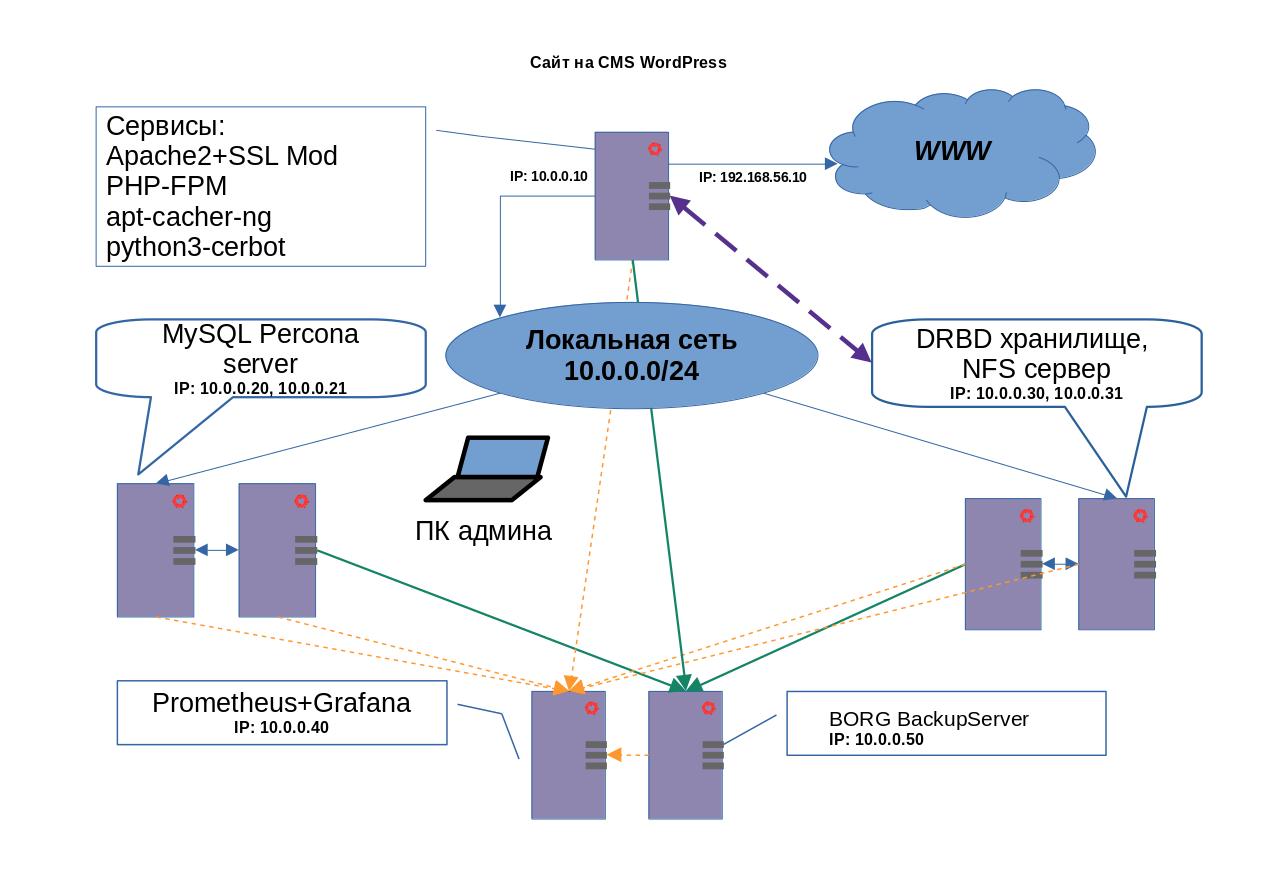 Сайт на CMS WordPress
Сервисы:
Apache2+SSL Mod
PHP-FPM
apt-cacher-ng
python3-cerbot
IP: 10.0.0.10
IP: 192.168.56.10
WWW
MySQL Percona
server
IP: 10.0.0.20, 10.0.0.21
Локальная сеть
10.0.0.0/24
DRBD хранилище,
NFS сервер
IP: 10.0.0.30, 10.0.0.31
ПК админа
Prometheus+Grafana
IP: 10.0.0.40
BORG BackupServer
IP: 10.0.0.50